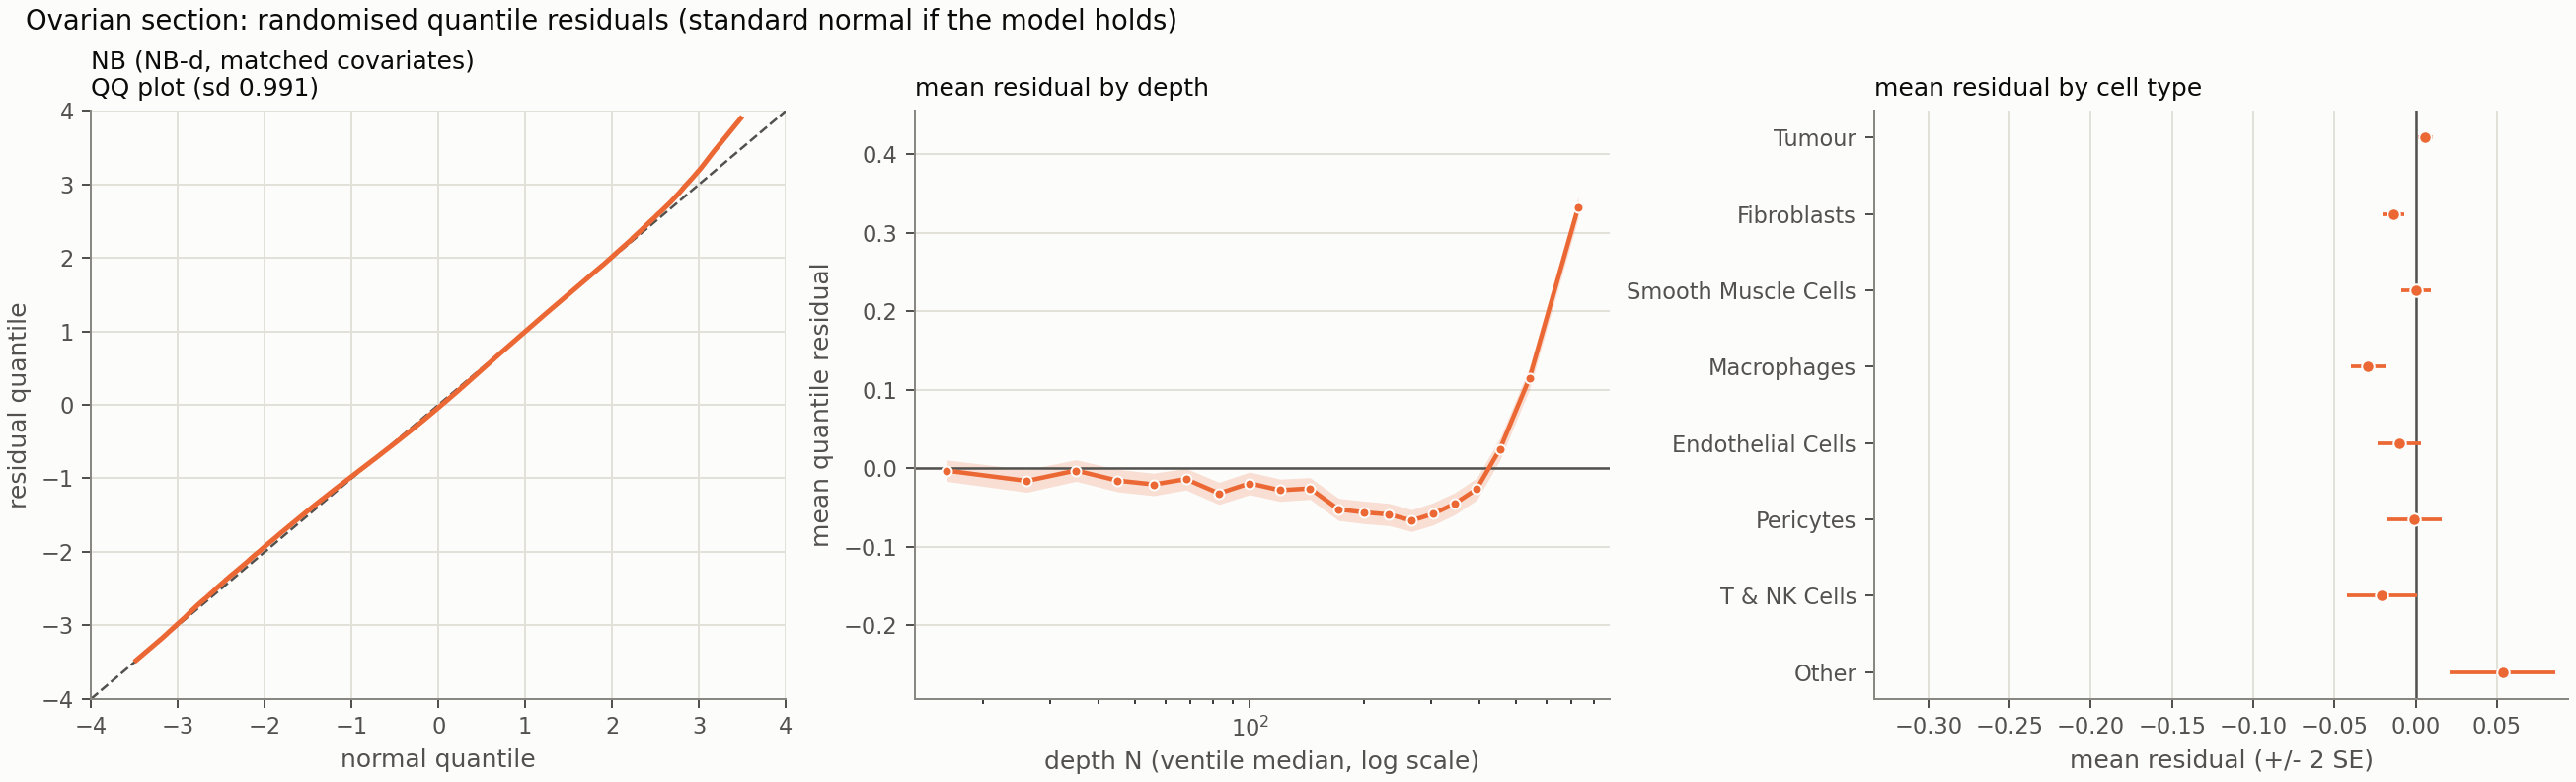 Ovarian section: randomised quantile residuals (standard normal if the model holds)
NB (NB-d, matched covariates)
QQ plot (sd 0.991)
4
3
2
1
0
−1
−2
−3
−4
residual quantile
−4 −3 −2 −1 0 1 2 3 4
normal quantile
mean residual by depth
0.4
0.3
0.2
0.1
0.0
−0.1
−0.2
mean quantile residual
10²
depth N (ventile median, log scale)
mean residual by cell type
Tumour
Fibroblasts
Smooth Muscle Cells
Macrophages
Endothelial Cells
Pericytes
T & NK Cells
Other
−0.30 −0.25 −0.20 −0.15 −0.10 −0.05 0.00 0.05
mean residual (+/- 2 SE)